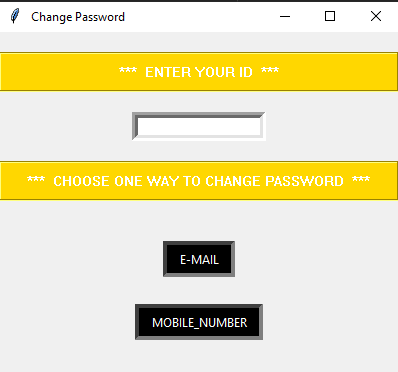 Change Password
*** ENTER YOUR ID ***
*** CHOOSE ONE WAY TO CHANGE PASSWORD ***
E-MAIL
MOBILE_NUMBER